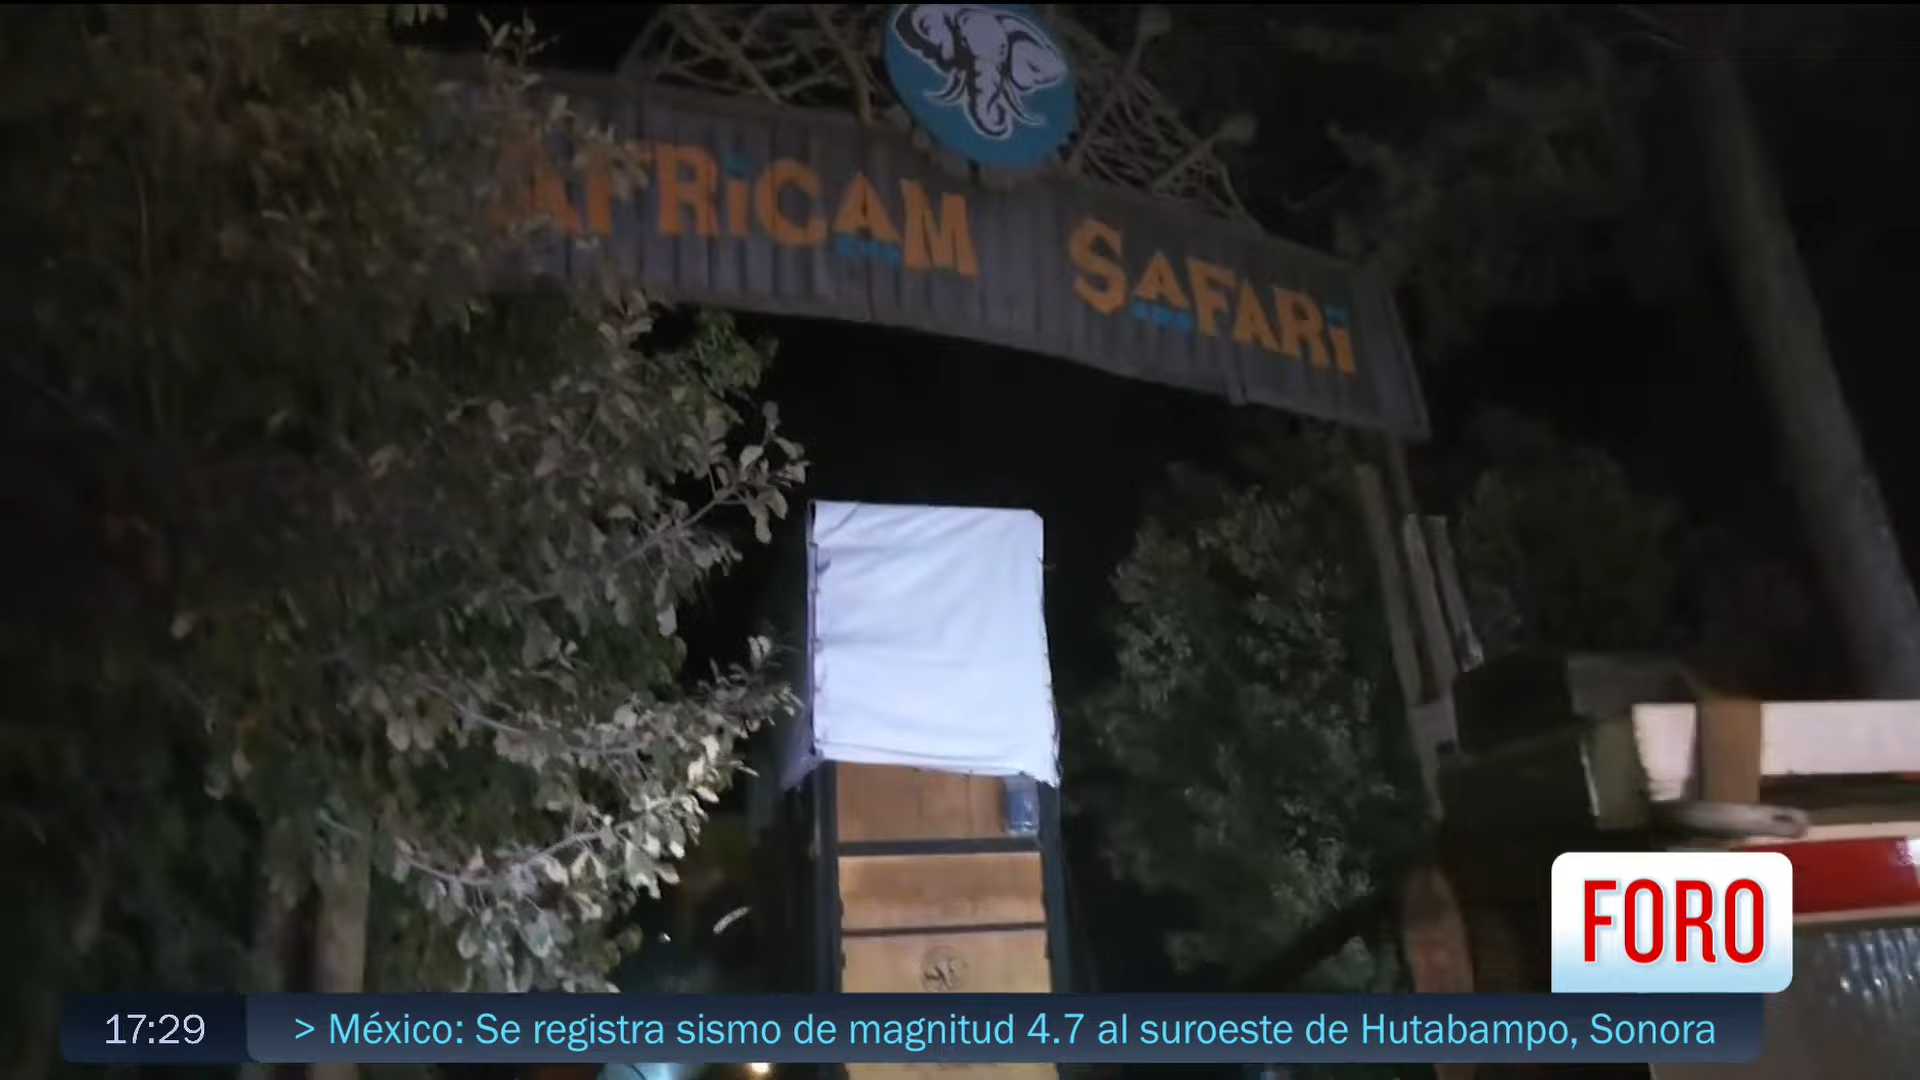 AFRiCAM SAFARi
FORO
17:29 > México: Se registra sismo de magnitud 4.7 al suroeste de Hutabampo, Sonora